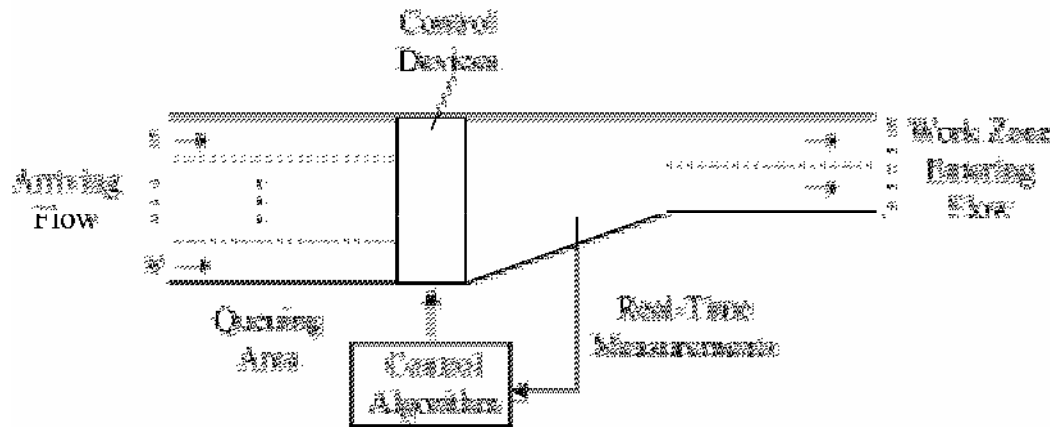 Control
Devices
Arriving
Flow
Work Zone
Entering
Flow
Queuing
Area
Real-Time
Measurements
Control
Algorithm